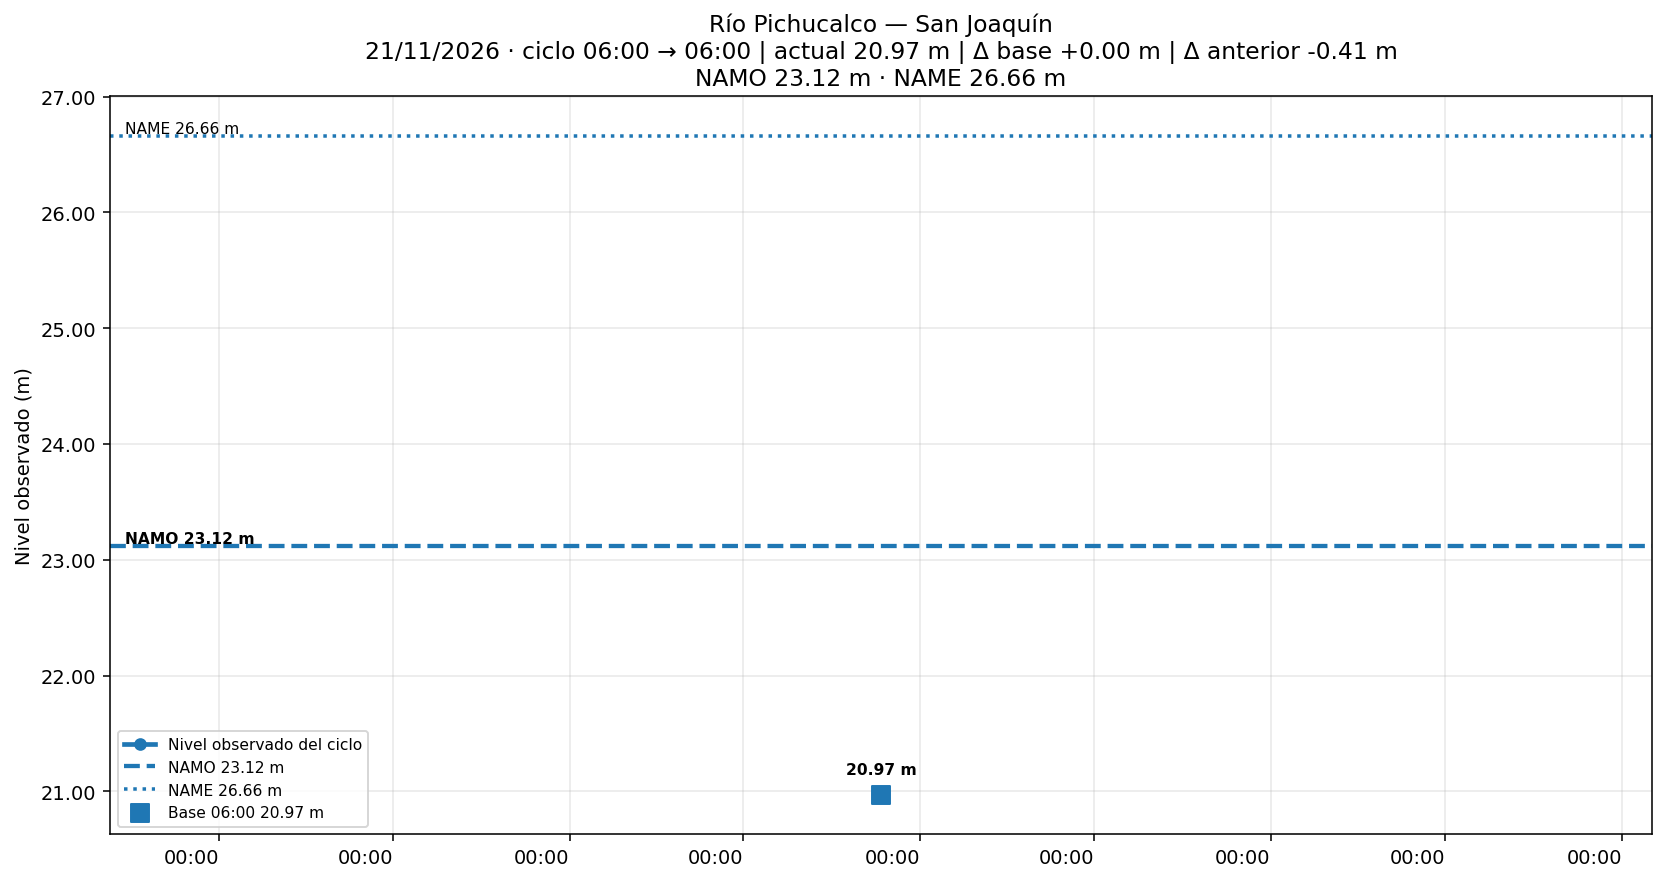 Río Pichucalco — San Joaquín
21/11/2026 · ciclo 06:00 → 06:00 | actual 20.97 m | Δ base +0.00 m | Δ anterior -0.41 m
NAMO 23.12 m · NAME 26.66 m
27.00
NAME 26.66 m
26.00
25.00
24.00
Nivel observado (m)
NAMO 23.12 m
23.00
22.00
21.00
20.97 m
Nivel observado del ciclo
NAMO 23.12 m
NAME 26.66 m
Base 06:00 20.97 m
00:00 00:00 00:00 00:00 00:00 00:00 00:00 00:00 00:00